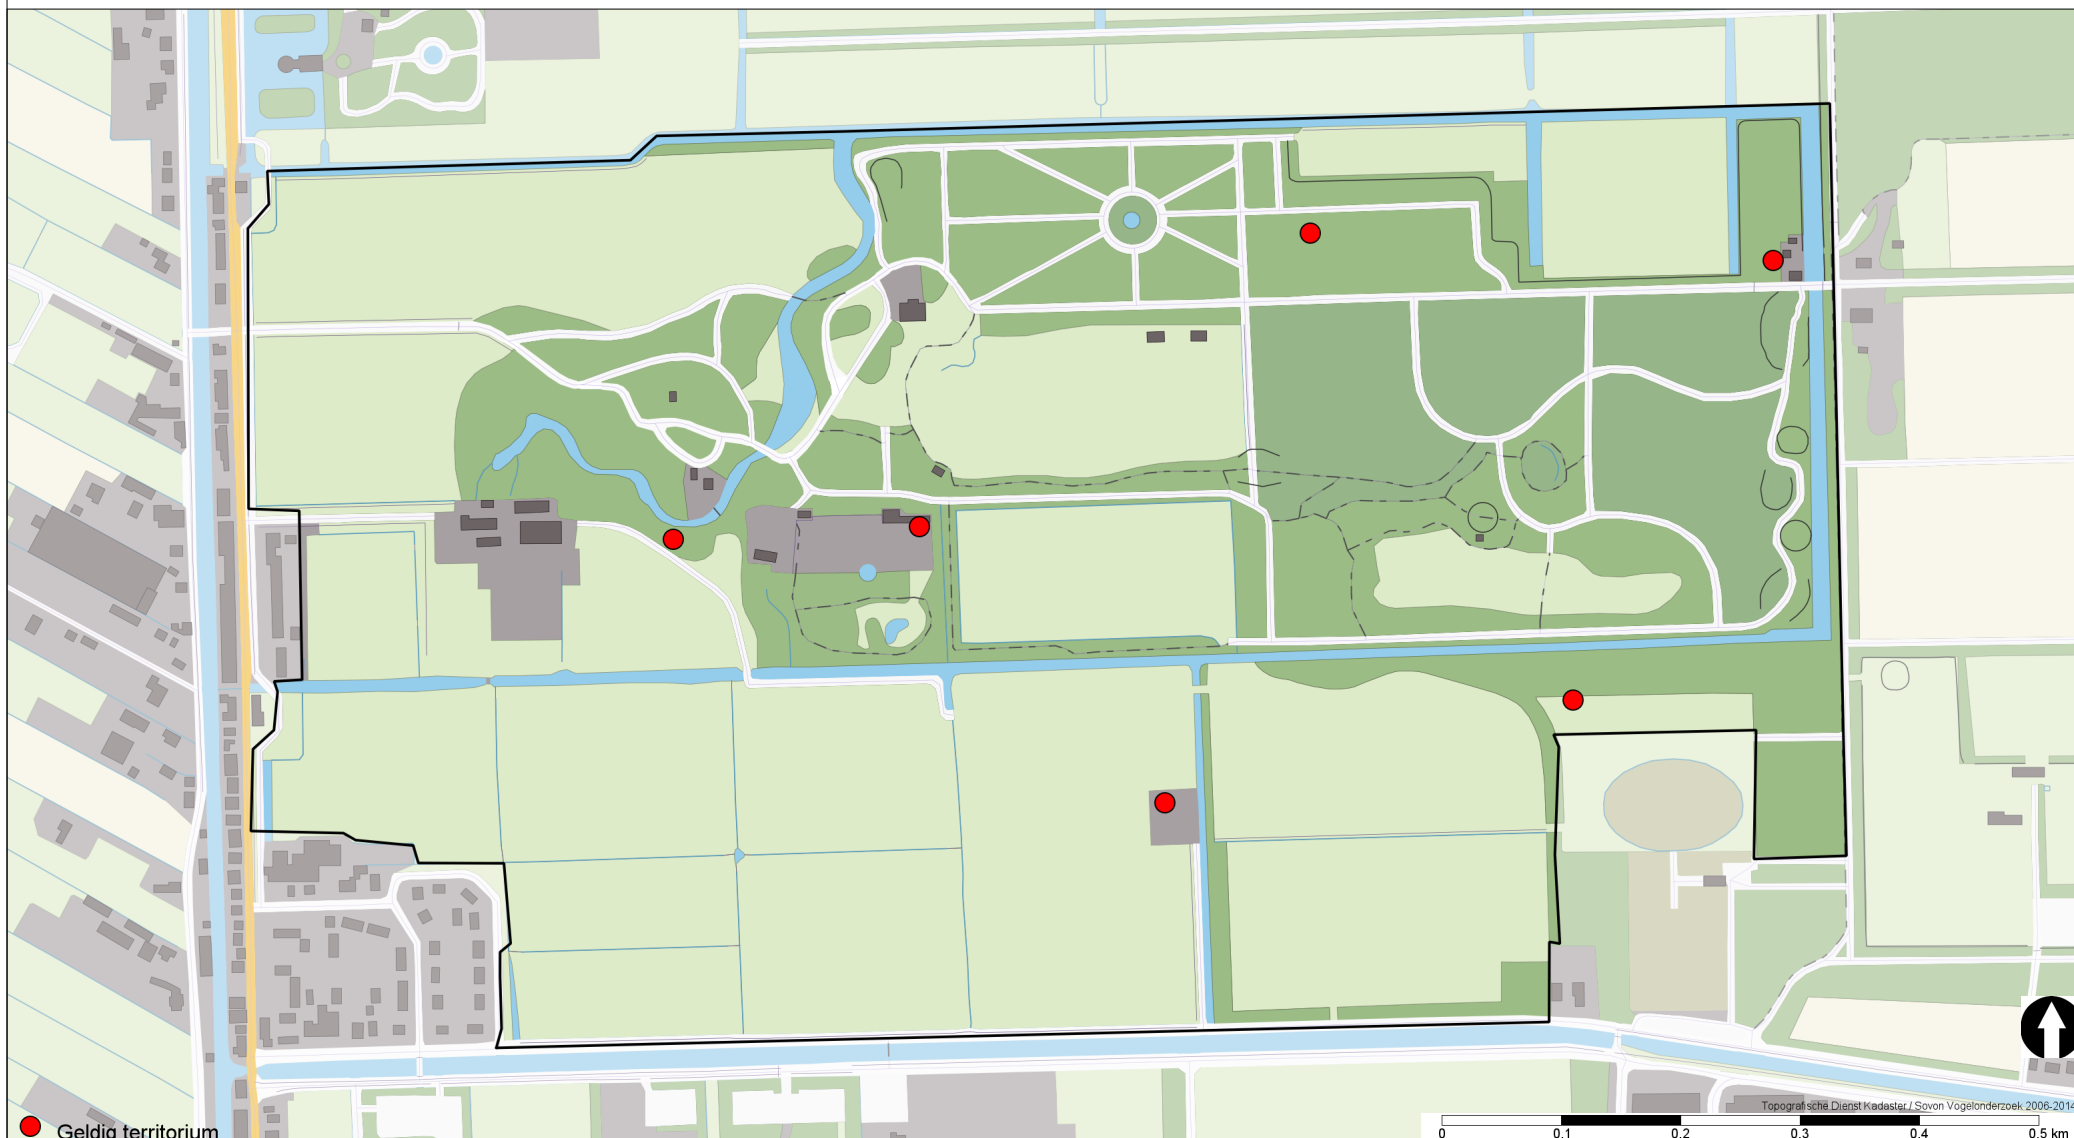 Topografische Dienst Kadaster / Sovon Vogelonderzoek 2006-2014
Geldig territorium
0 0.1 0.2 0.3 0.4 0.5 km